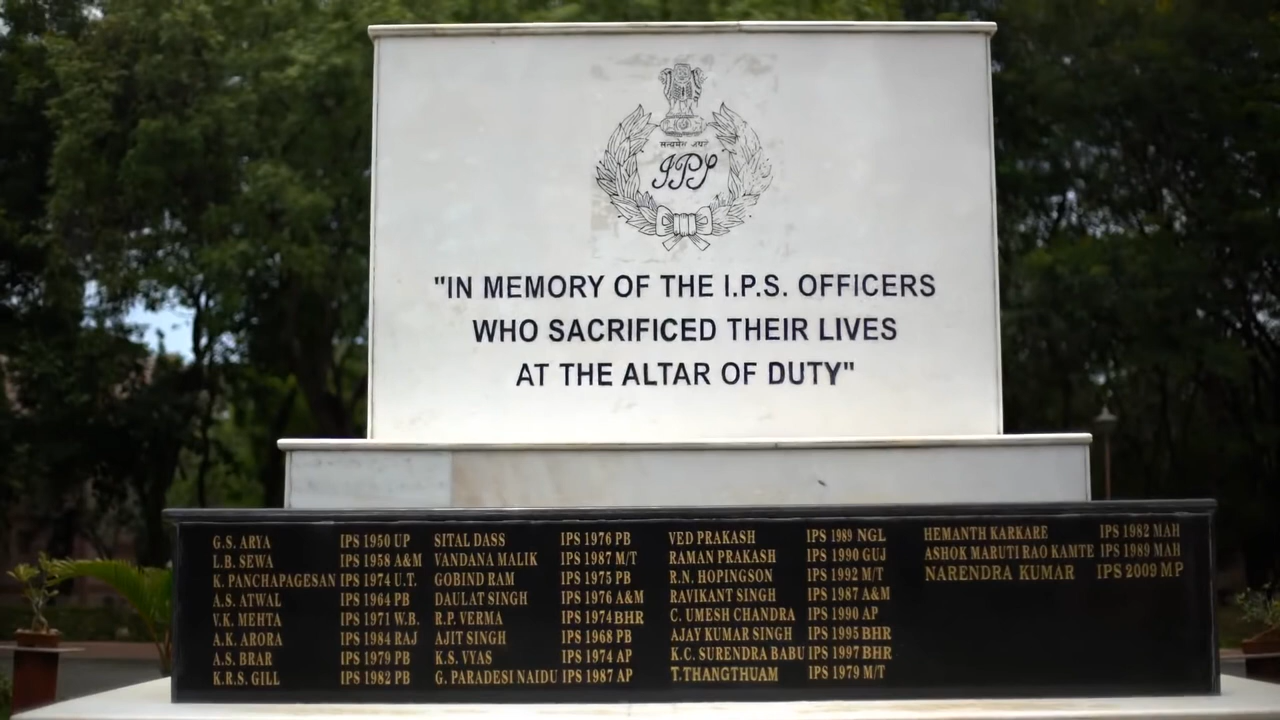 सत्यमेव जयते
IPS
"IN MEMORY OF THE I.P.S. OFFICERS
WHO SACRIFICED THEIR LIVES
AT THE ALTAR OF DUTY"
G.S. ARYA IPS 1950 UP
L.B. SEWA IPS 1958 A&M
K. PANCHAPAGESAN IPS 1974 U.T.
A.S. ATWAL IPS 1964 PB
V.K. MEHTA IPS 1971 W.B.
A.K. ARORA IPS 1984 RAJ
A.S. BRAR IPS 1979 PB
K.R.S. GILL IPS 1982 PB
SITAL DASS IPS 1976 PB
VANDANA MALIK IPS 1987 M/T
GOBIND RAM IPS 1975 PB
DAULAT SINGH IPS 1976 A&M
R.P. VERMA IPS 1974 BHR
AJIT SINGH IPS 1968 PB
K.S. VYAS IPS 1974 AP
G. PARADESI NAIDU IPS 1987 AP
VED PRAKASH IPS 1989 NGL
RAMAN PRAKASH IPS 1990 GUJ
R.N. HOPINGSON IPS 1992 M/T
RAVIKANT SINGH IPS 1987 A&M
C. UMESH CHANDRA IPS 1990 AP
AJAY KUMAR SINGH IPS 1995 BHR
K.C. SURENDRA BABU IPS 1997 BHR
T.THANGTHUAM IPS 1979 M/T
HEMANTH KARKARE IPS 1982 MAH
ASHOK MARUTI RAO KAMTE IPS 1989 MAH
NARENDRA KUMAR IPS 2009 MP